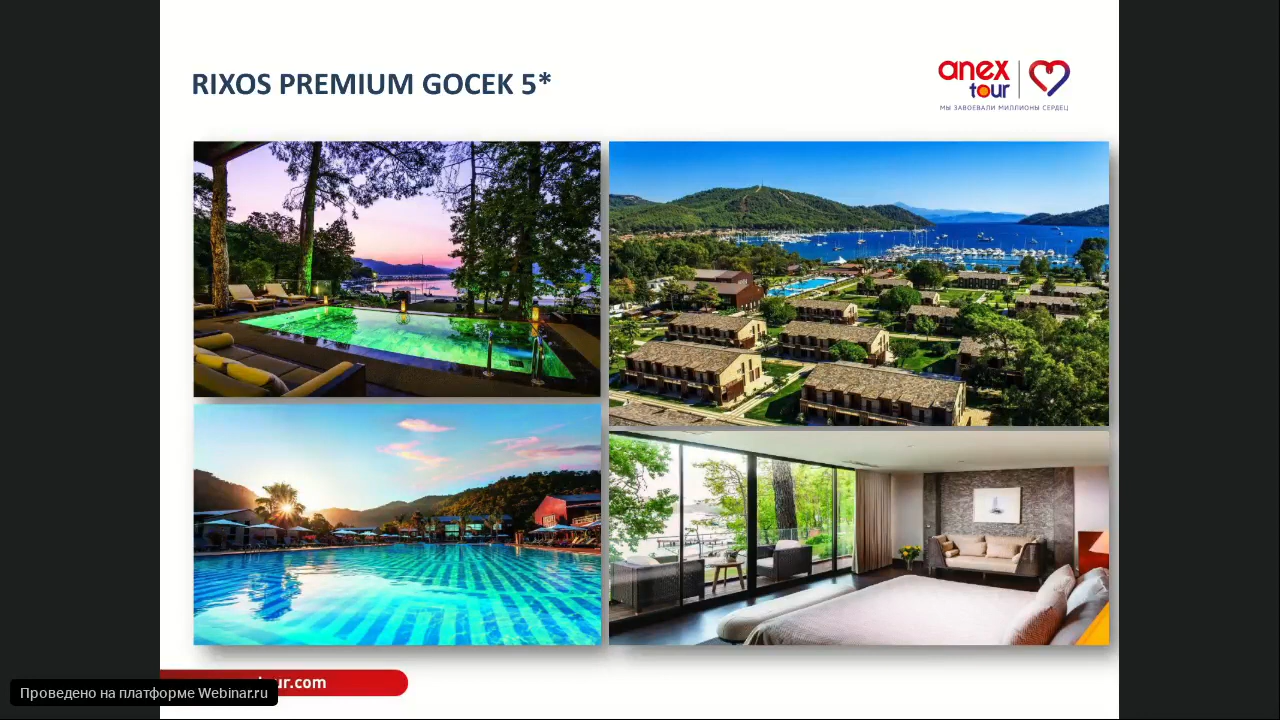 RIXOS PREMIUM GOCEK 5*
anex
tour
МЫ ЗАВОЕВАЛИ МИЛЛИОНЫ СЕРДЕЦ
tour.com
Проведено на платформе Webinar.ru